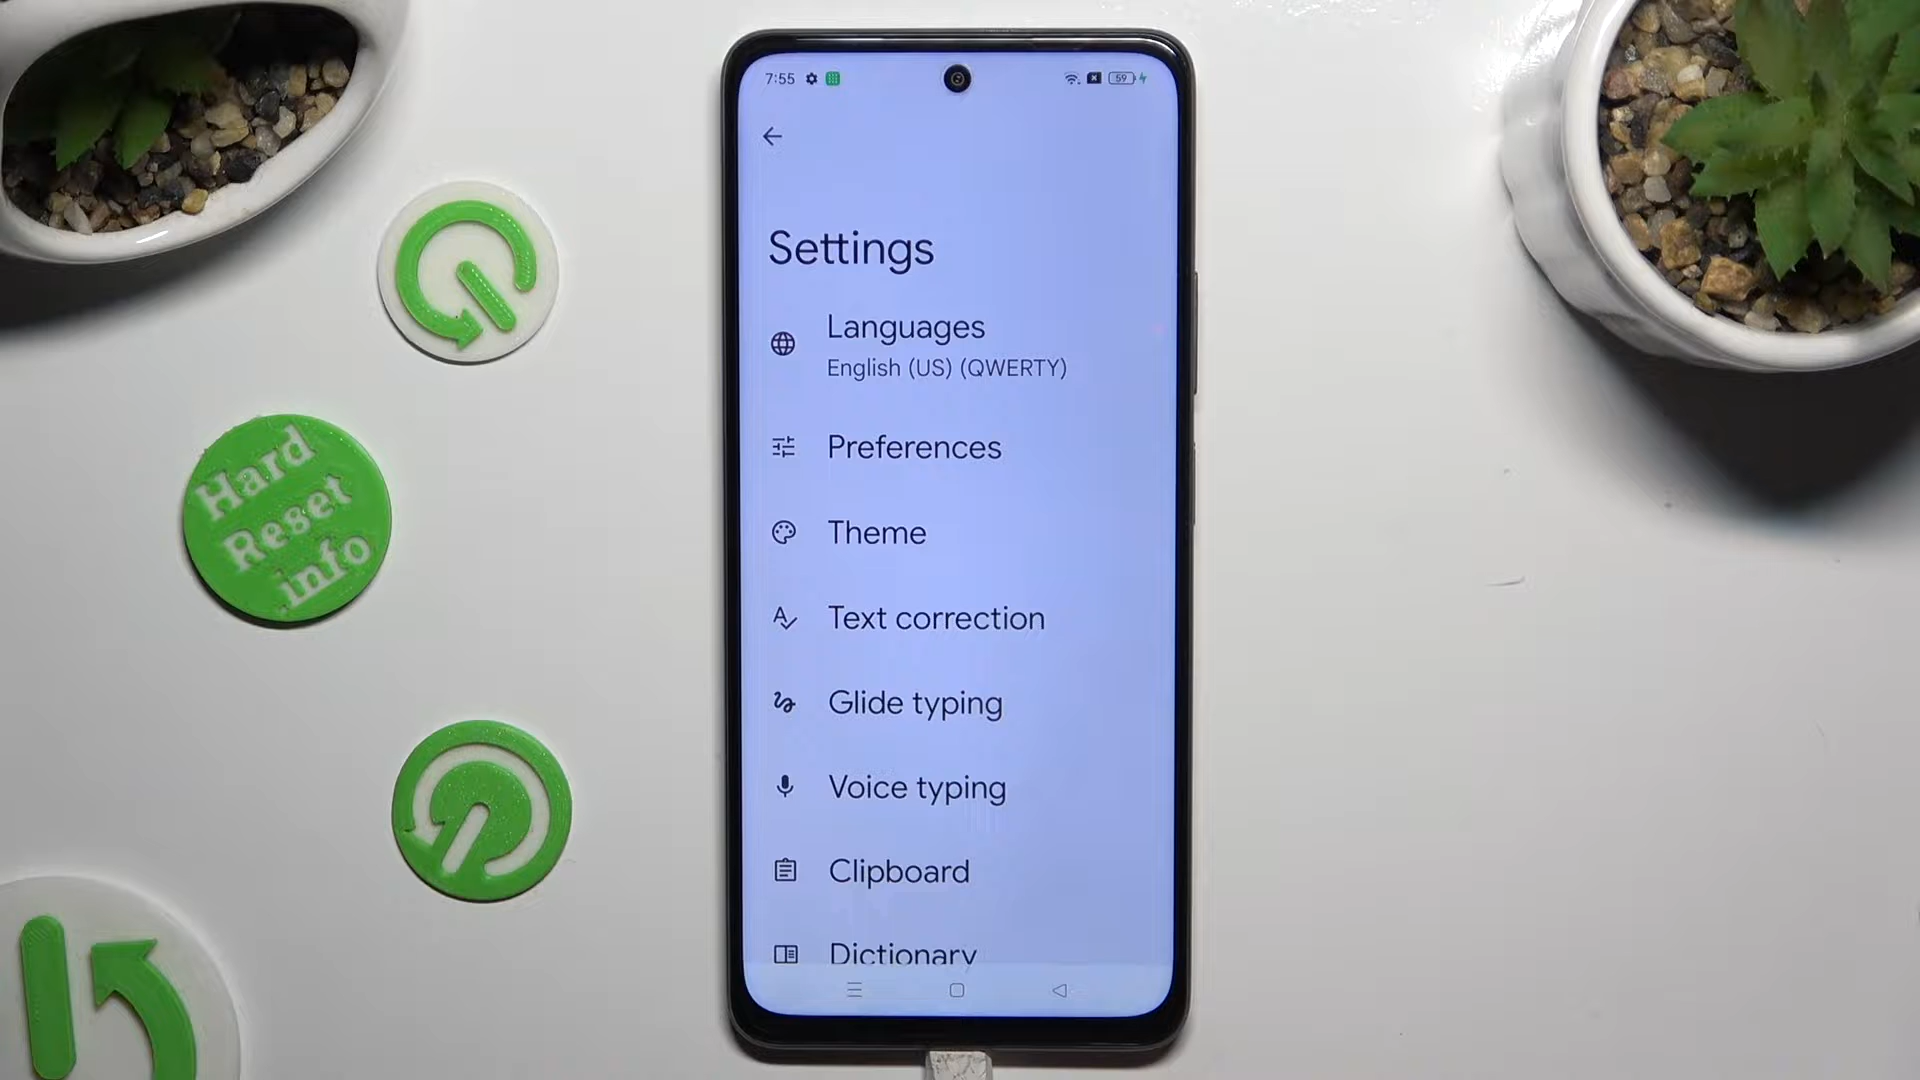 7:55
59
Settings
Languages
English (US) (QWERTY)
Preferences
Theme
Text correction
Glide typing
Voice typing
Clipboard
Dictionary
Hard
Reset
info